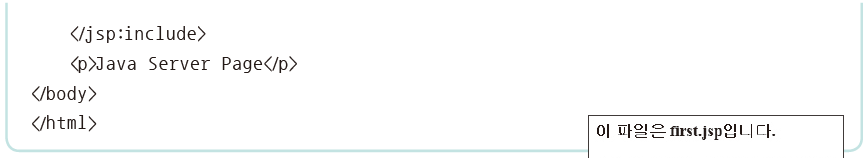 </jsp:include>
<p>Java Server Page</p>
</body>
</html>
이 파일은 first.jsp입니다.